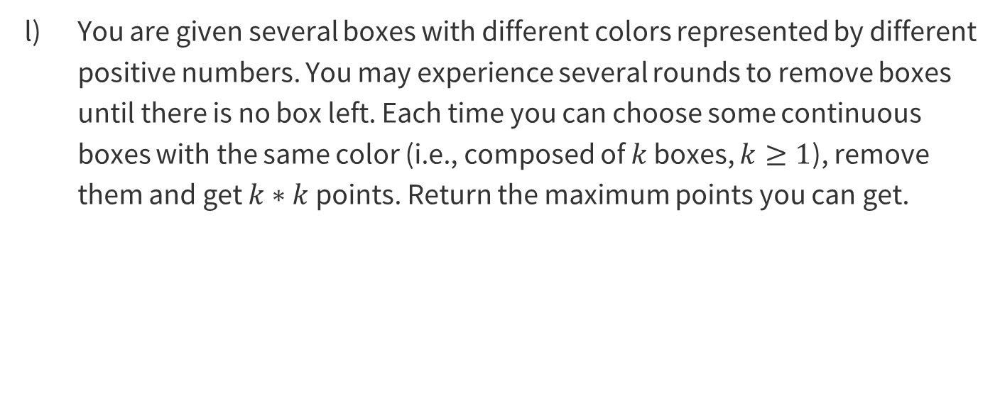 l) You are given several boxes with different colors represented by different
positive numbers. You may experience several rounds to remove boxes
until there is no box left. Each time you can choose some continuous
boxes with the same color (i.e., composed of k boxes, k ≥ 1), remove
them and get k ∗ k points. Return the maximum points you can get.